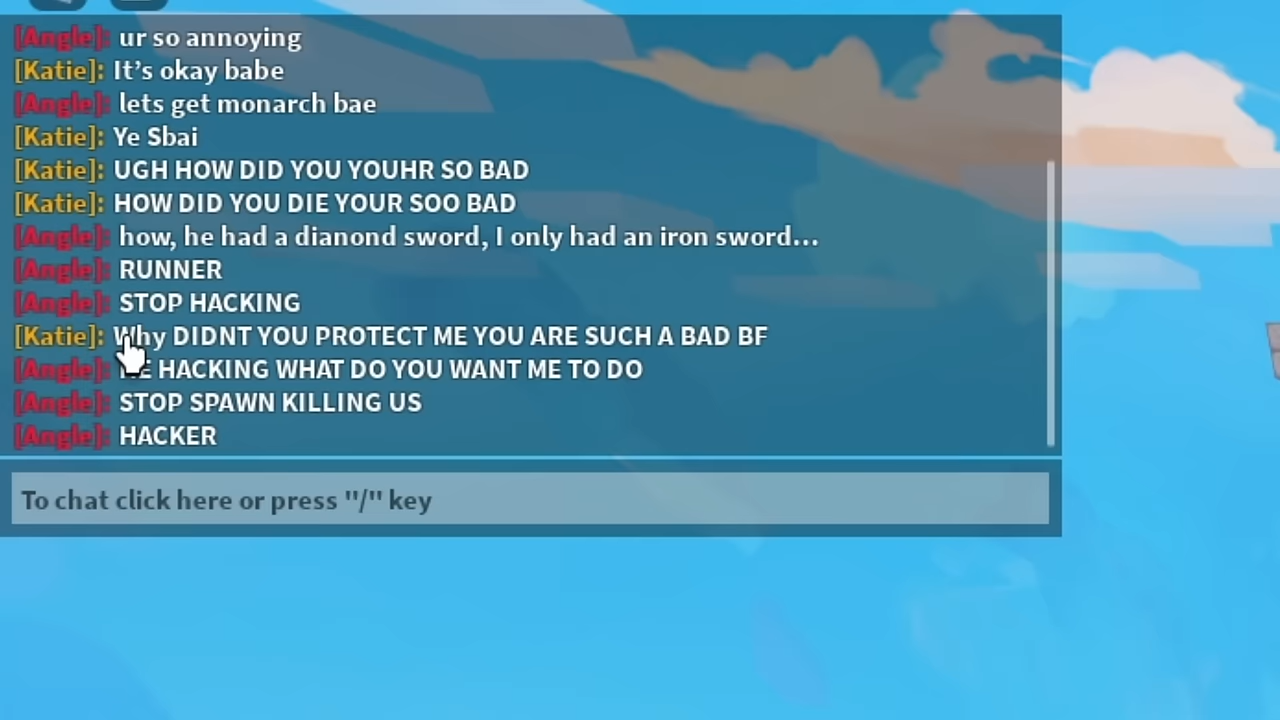 [Angle]: ur so annoying
[Katie]: It’s okay babe
[Angle]: lets get monarch bae
[Katie]: Ye Sbai
[Katie]: UGH HOW DID YOU YOUHR SO BAD
[Katie]: HOW DID YOU DIE YOUR SOO BAD
[Angle]: how, he had a dianond sword, I only had an iron sword...
[Angle]: RUNNER
[Angle]: STOP HACKING
[Katie]: Why DIDNT YOU PROTECT ME YOU ARE SUCH A BAD BF
[Angle]: HACKING WHAT DO YOU WANT ME TO DO
[Angle]: STOP SPAWN KILLING US
[Angle]: HACKER
To chat click here or press "/" key